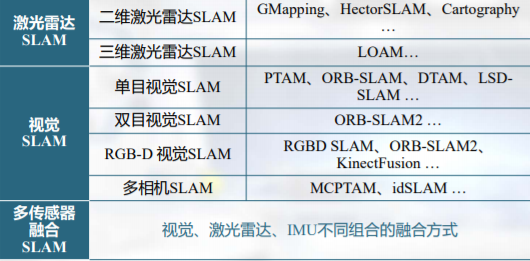 激光雷达
SLAM
二维激光雷达SLAM
GMapping、HectorSLAM、Cartography
…
三维激光雷达SLAM
LOAM…
视觉
SLAM
单目视觉SLAM
PTAM、ORB-SLAM、DTAM、LSD-
SLAM …
双目视觉SLAM
ORB-SLAM2 …
RGB-D 视觉SLAM
RGBD SLAM、ORB-SLAM2、
KinectFusion …
多相机SLAM
MCPTAM、idSLAM …
多传感器
融合
SLAM
视觉、激光雷达、IMU不同组合的融合方式